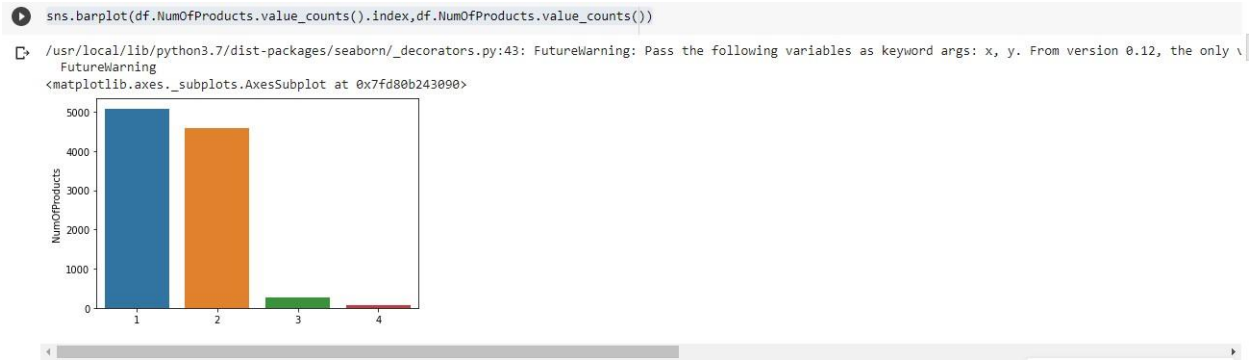 sns.barplot(df.NumOfProducts.value_counts().index,df.NumOfProducts.value_counts())
/usr/local/lib/python3.7/dist-packages/seaborn/_decorators.py:43: FutureWarning: Pass the following variables as keyword args: x, y. From version 0.12, the only
FutureWarning
<matplotlib.axes._subplots.AxesSubplot at 0x7fd80b243090>
5000
4000
3000
2000
1000
0
NumOfProducts
1 2 3 4